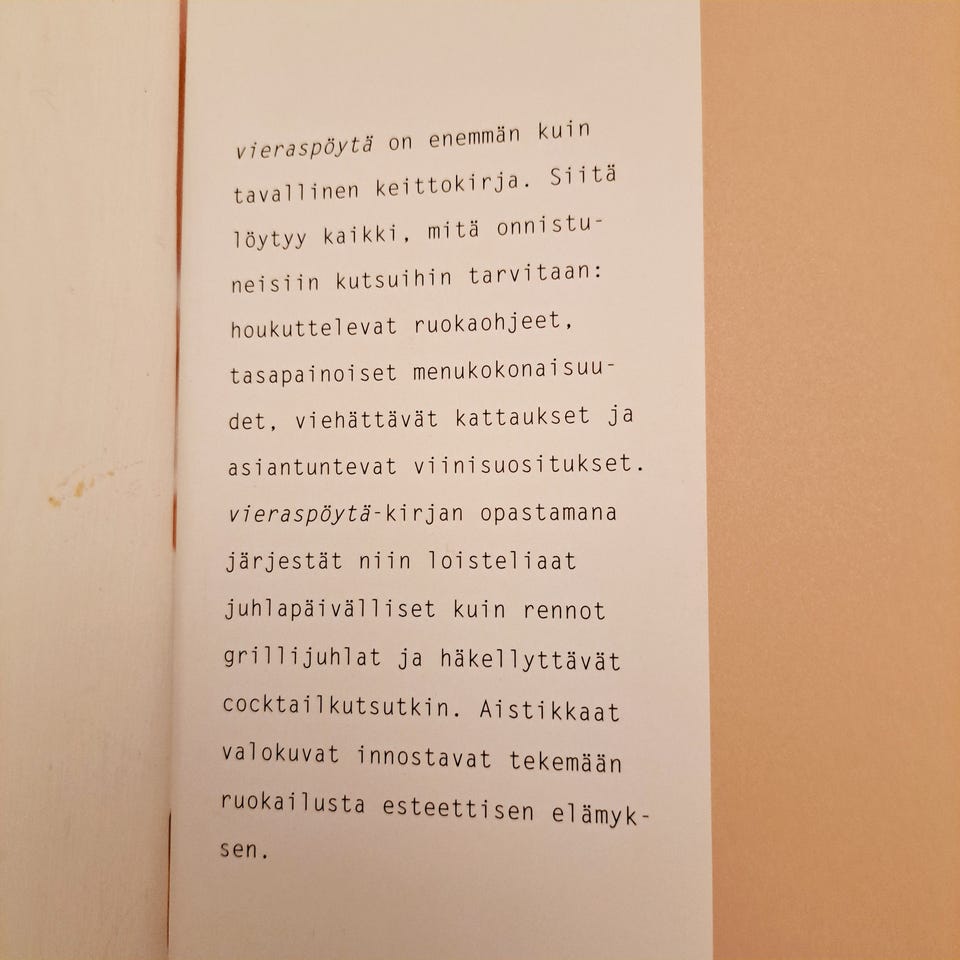 vieraspöytä on enemmän kuin
tavallinen keittokirja. Siitä
löytyy kaikki, mitä onnistu-
neisiin kutsuihin tarvitaan:
houkuttelevat ruokaohjeet,
tasapainoiset menukokonaisuu-
det, viehättävät kattaukset ja
asiantuntevat viinisuositukset.
vieraspöytä-kirjan opastamana
järjestät niin loisteliaat
juhlapäivälliset kuin rennot
grillijuhlat ja häkellyttävät
cocktailkutsutkin. Aistikkaat
valokuvat innostavat tekemään
ruokailusta esteettisen elämyk-
sen.